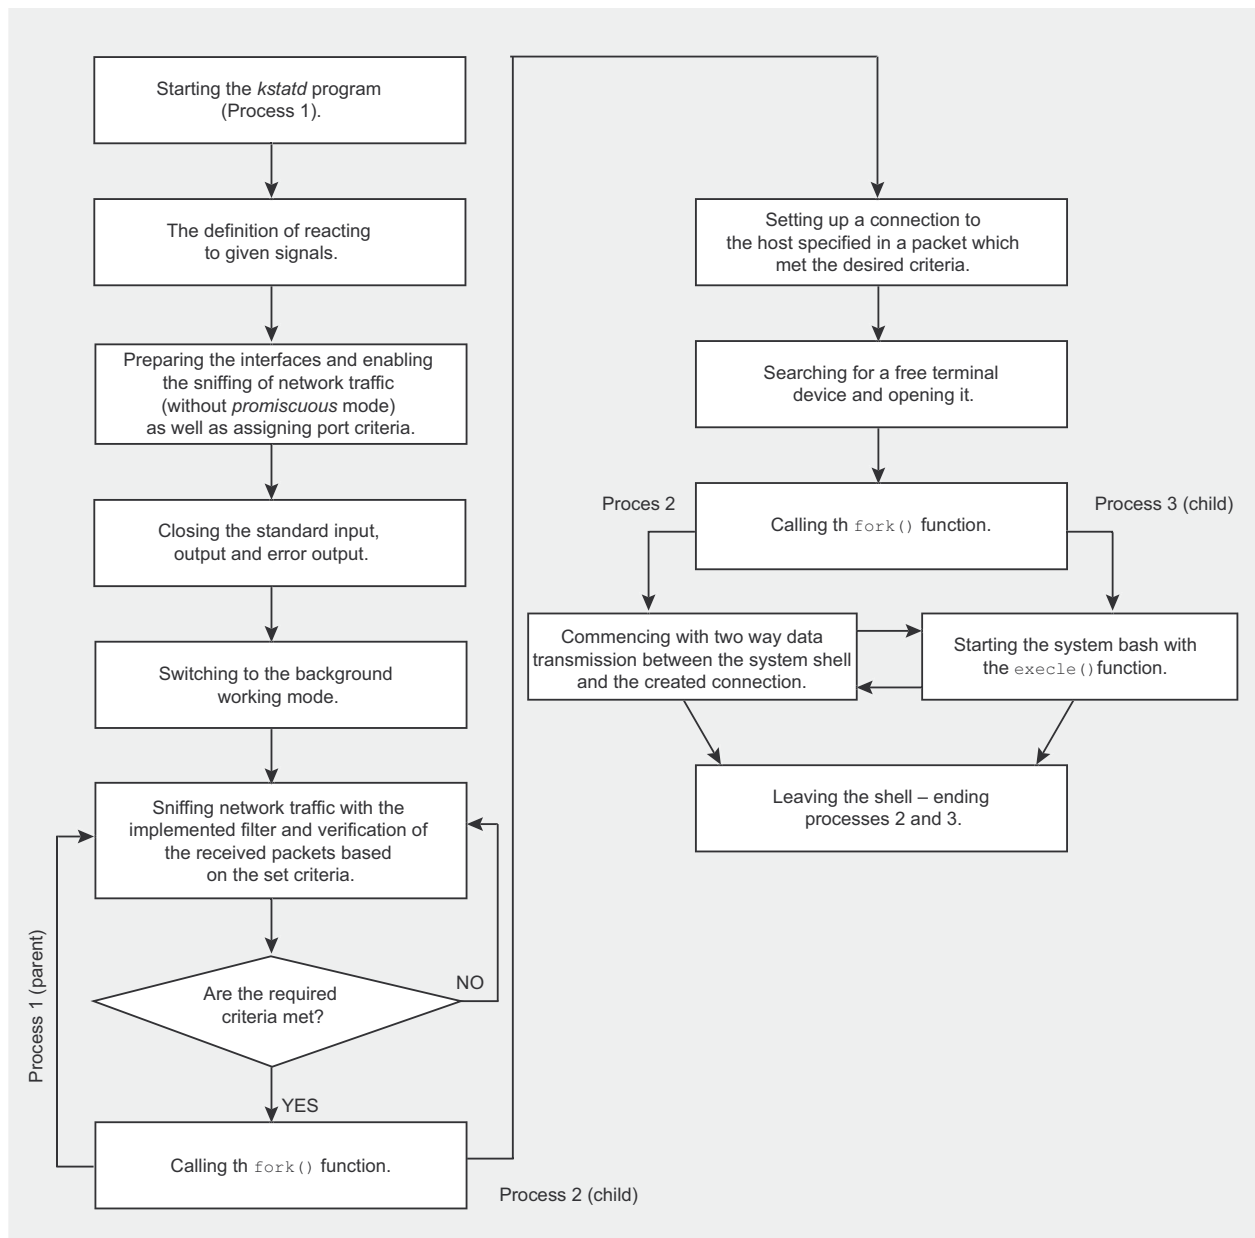 Starting the kstatd program
(Process 1).
The definition of reacting
to given signals.
Preparing the interfaces and enabling
the sniffing of network traffic
(without promiscuous mode)
as well as assigning port criteria.
Closing the standard input,
output and error output.
Switching to the background
working mode.
Sniffing network traffic with the
implemented filter and verification of
the received packets based
on the set criteria.
Process 1 (parent)
Are the required
criteria met?
NO
YES
Calling th fork() function.
Process 2 (child)
Setting up a connection to
the host specified in a packet which
met the desired criteria.
Searching for a free terminal
device and opening it.
Proces 2
Calling th fork() function.
Process 3 (child)
Commencing with two way data
transmission between the system shell
and the created connection.
Starting the system bash with
the execle() function.
Leaving the shell – ending
processes 2 and 3.